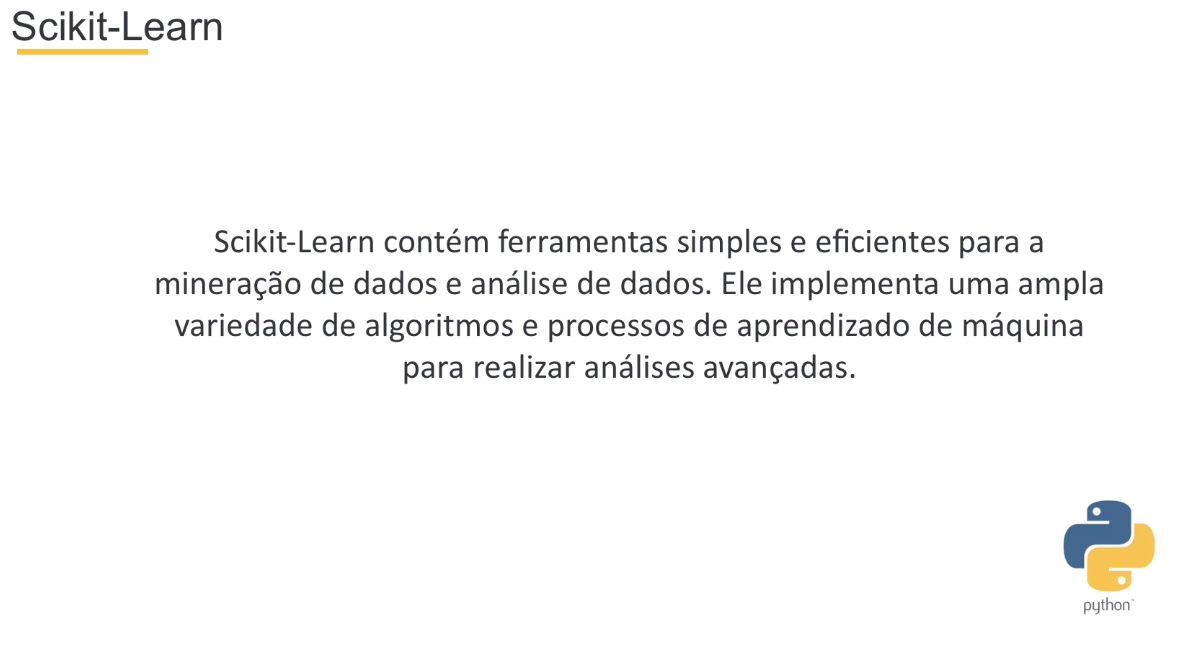 Scikit-Learn
Scikit-Learn contém ferramentas simples e eficientes para a
mineração de dados e análise de dados. Ele implementa uma ampla
variedade de algoritmos e processos de aprendizado de máquina
para realizar análises avançadas.
python™